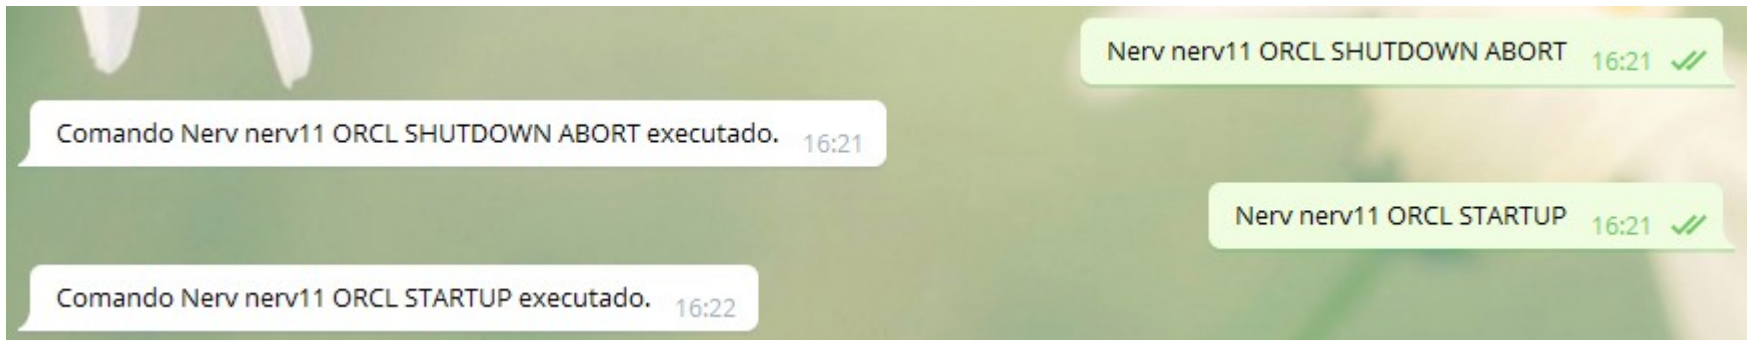 Nerv nerv11 ORCL SHUTDOWN ABORT 16:21
Comando Nerv nerv11 ORCL SHUTDOWN ABORT executado. 16:21
Nerv nerv11 ORCL STARTUP 16:21
Comando Nerv nerv11 ORCL STARTUP executado. 16:22